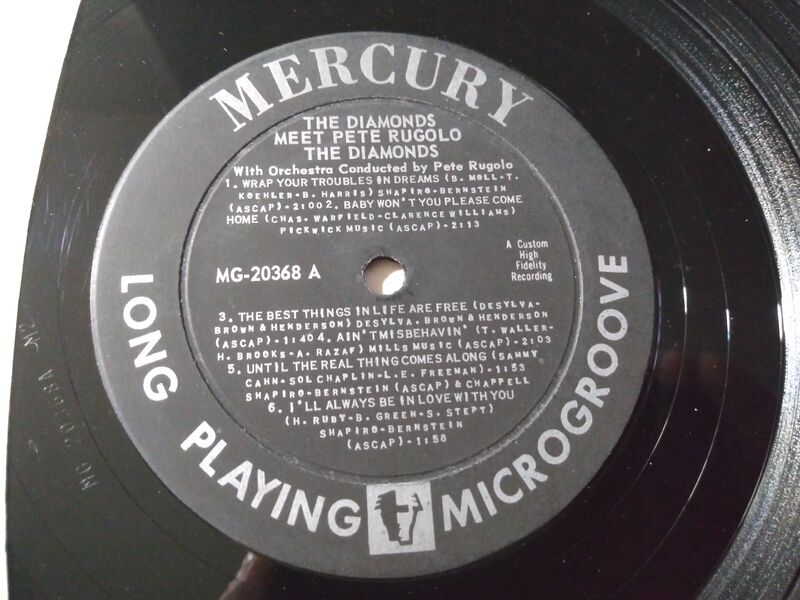 MERCURY
THE DIAMONDS
MEET PETE RUGOLO
THE DIAMONDS
With Orchestra Conducted by Pete Rugolo
1. WRAP YOUR TROUBLES IN DREAMS (B. MOLL-T.
KOEHLER-B. HARRIS) SHAPIRO-BERNSTEIN
(ASCAP)-2:00 2. BABY WON'T YOU PLEASE COME
HOME (CHAS. WARFIELD-CLARENCE WILLIAMS)
PICKWICK MUSIC (ASCAP)-2:13
MG-20368 A
A Custom
High
Fidelity
Recording
3. THE BEST THINGS IN LIFE ARE FREE (DESYLVA-
BROWN & HENDERSON) DESYLVA. BROWN & HENDERSON
(ASCAP)-1:40 4. AIN'T MISBEHAVIN' (T. WALLER-
H. BROOKS-A. RAZAF) MILLS MUSIC (ASCAP)-2:03
5. UNTIL THE REAL THING COMES ALONG (SAMMY
CAHN-SOL CHAPLIN-L.E. FREEMAN)-1:53
SHAPIRO-BERNSTEIN (ASCAP) & CHAPPELL
6. I'LL ALWAYS BE IN LOVE WITH YOU
(H. RUBY-B. GREEN-S. STEPT)
SHAPIRO-BERNSTEIN
(ASCAP)-1:58
LONG PLAYING MICROGROOVE
MG 20368A